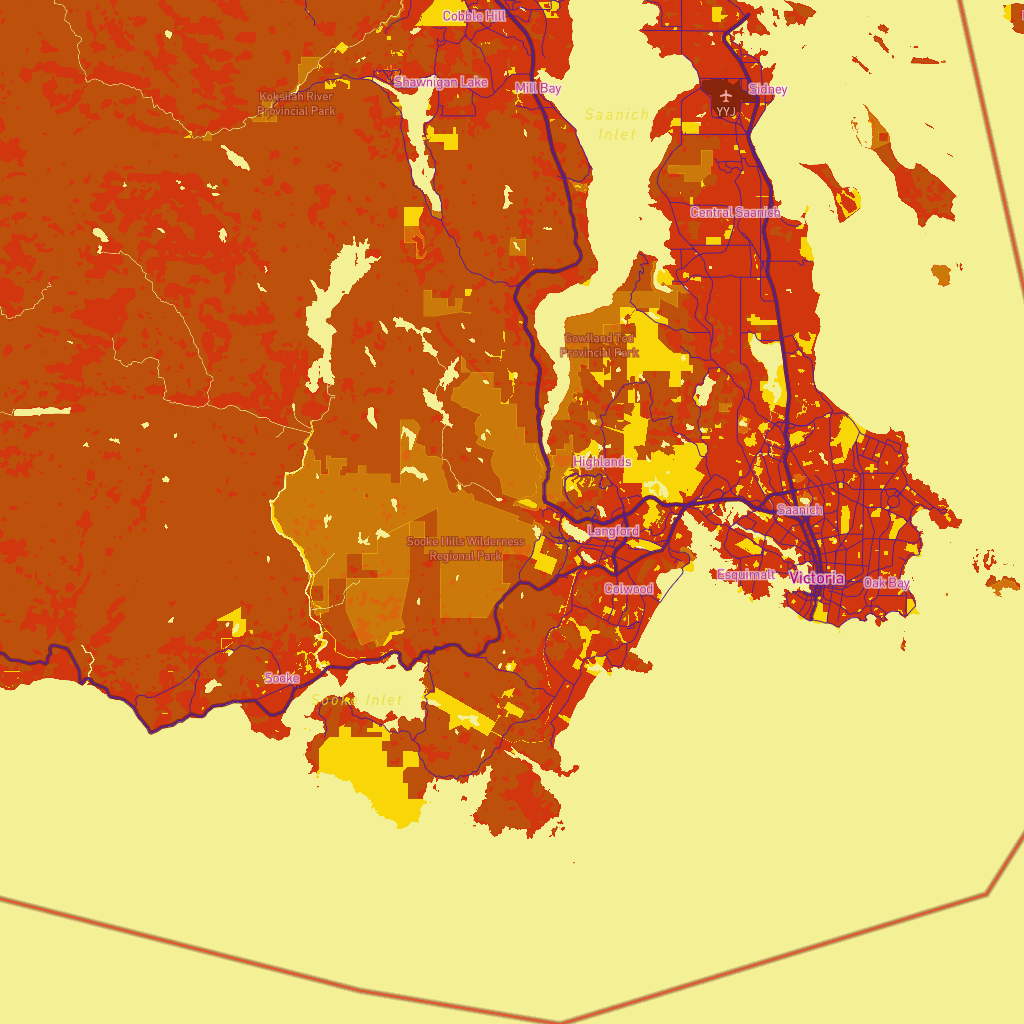 Cobble Hill
Shawnigan Lake
Mill Bay
Koksilah River
Provincial Park
Sidney
YYJ
Saanich
Inlet
Central Saanich
Gowlland Tod
Provincial Park
Highlands
Saanich
Langford
Sooke Hills Wilderness
Regional Park
Esquimalt
Victoria
Oak Bay
Colwood
Sooke
Sooke Inlet